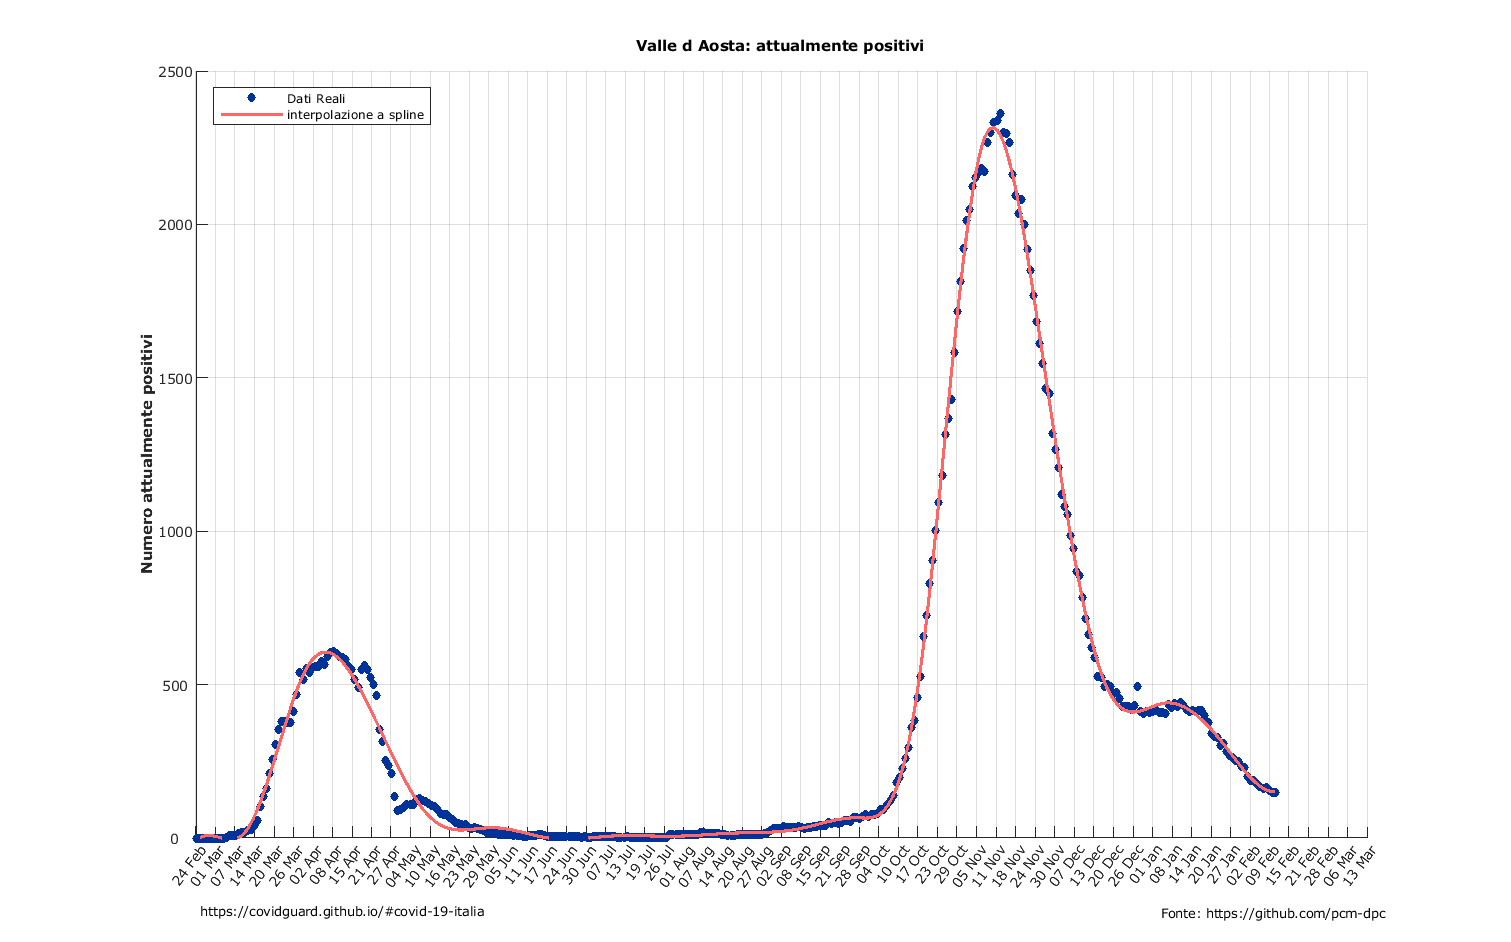 Valle d Aosta: attualmente positivi
2500
Dati Reali
interpolazione a spline
2000
1500
1000
500
0
Numero attualmente positivi
24 Feb
01 Mar
07 Mar
14 Mar
20 Mar
26 Mar
02 Apr
08 Apr
15 Apr
21 Apr
27 Apr
04 May
10 May
16 May
23 May
29 May
05 Jun
11 Jun
17 Jun
24 Jun
30 Jun
07 Jul
13 Jul
19 Jul
26 Jul
01 Aug
07 Aug
14 Aug
20 Aug
27 Aug
02 Sep
08 Sep
15 Sep
21 Sep
28 Sep
04 Oct
10 Oct
17 Oct
23 Oct
29 Oct
05 Nov
11 Nov
18 Nov
24 Nov
30 Dec
07 Dec
13 Dec
20 Dec
26 Dec
01 Jan
08 Jan
14 Jan
20 Jan
27 Jan
02 Feb
09 Feb
15 Feb
21 Feb
28 Feb
06 Mar
13 Mar
https://covidguard.github.io/#covid-19-italia
Fonte: https://github.com/pcm-dpc